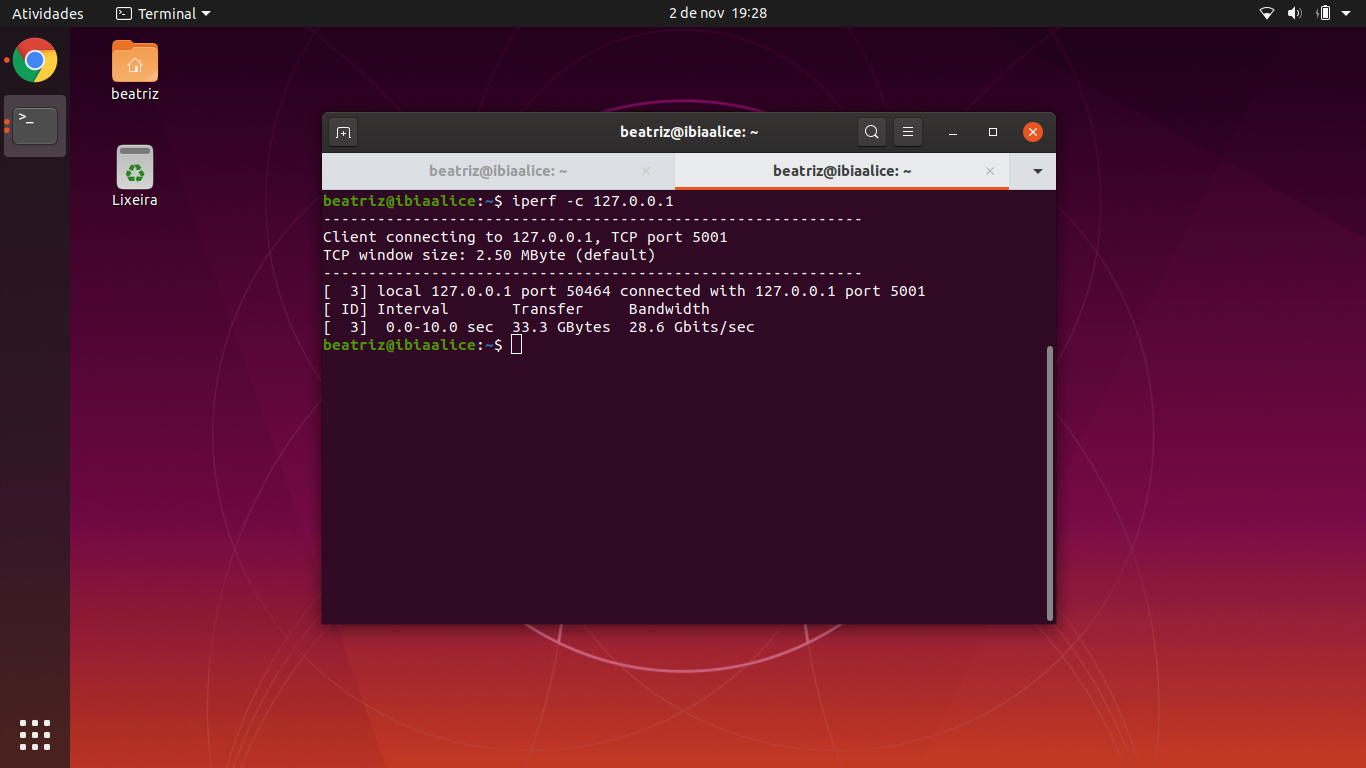 Atividades
Terminal
2 de nov 19:28
beatriz
Lixeira
beatriz@ibiaalice: ~
beatriz@ibiaalice: ~
beatriz@ibiaalice: ~
beatriz@ibiaalice:~$ iperf -c 127.0.0.1
------------------------------------------------------------
Client connecting to 127.0.0.1, TCP port 5001
TCP window size: 2.50 MByte (default)
------------------------------------------------------------
[  3] local 127.0.0.1 port 50464 connected with 127.0.0.1 port 5001
[ ID] Interval       Transfer     Bandwidth
[  3]  0.0-10.0 sec  33.3 GBytes  28.6 Gbits/sec
beatriz@ibiaalice:~$